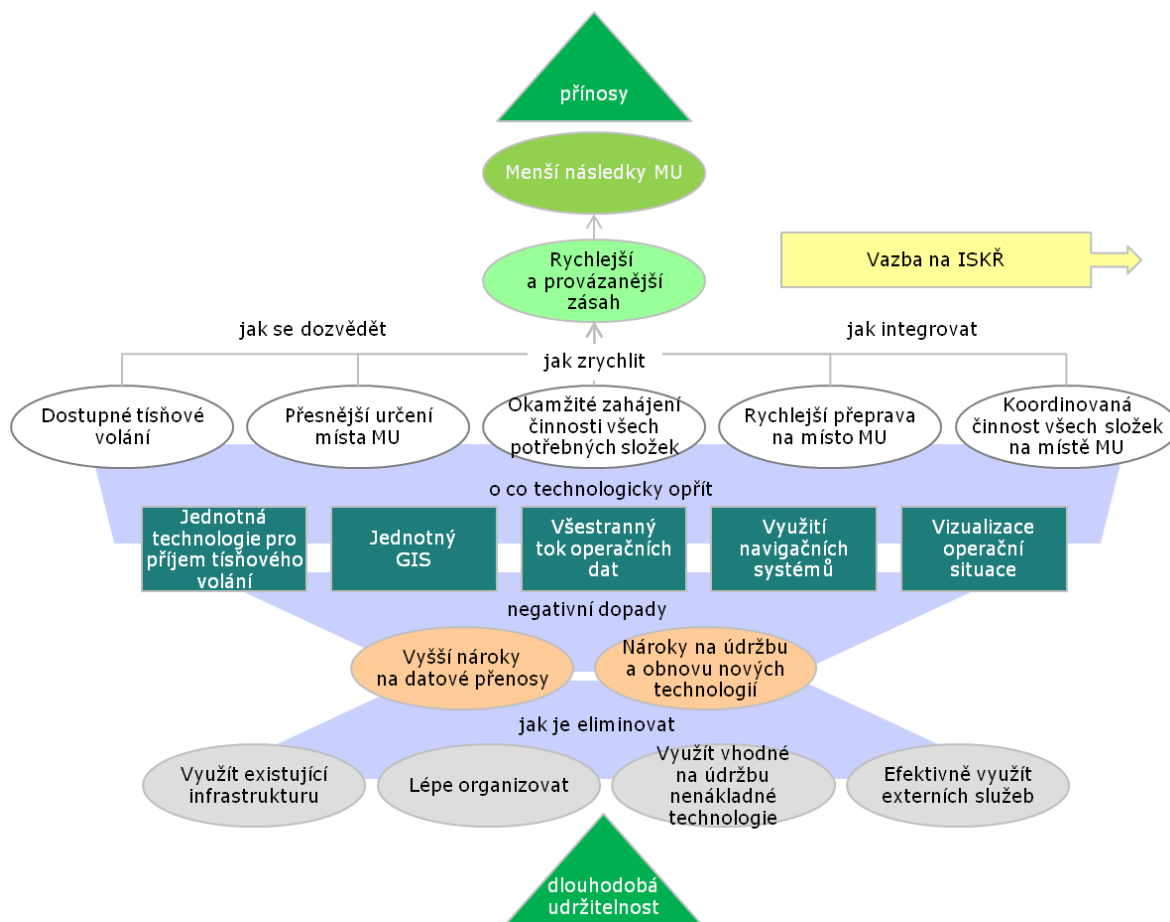 přínosy
Menší následky MU
Rychlejší
a provázanější
zásah
Vazba na ISKŘ
jak se dozvědět
jak zrychlit
jak integrovat
Dostupné tísňové
volání
Přesnější určení
místa MU
Okamžité zahájení
činnosti všech
potřebných složek
Rychlejší přeprava
na místo MU
Koordinovaná
činnost všech složek
na místě MU
o co technologicky opřít
Jednotná
technologie pro
příjem tísňového
volání
Jednotný
GIS
Všestranný
tok operačních
dat
Využití
navigačních
systémů
Vizualizace
operační
situace
negativní dopady
Vyšší nároky
na datové přenosy
Nároky na údržbu
a obnovu nových
technologií
jak je eliminovat
Využít existující
infrastrukturu
Lépe organizovat
Využít vhodné
na údržbu
nenákladné
technologie
Efektivně využít
externích služeb
dlouhodobá
udržitelnost